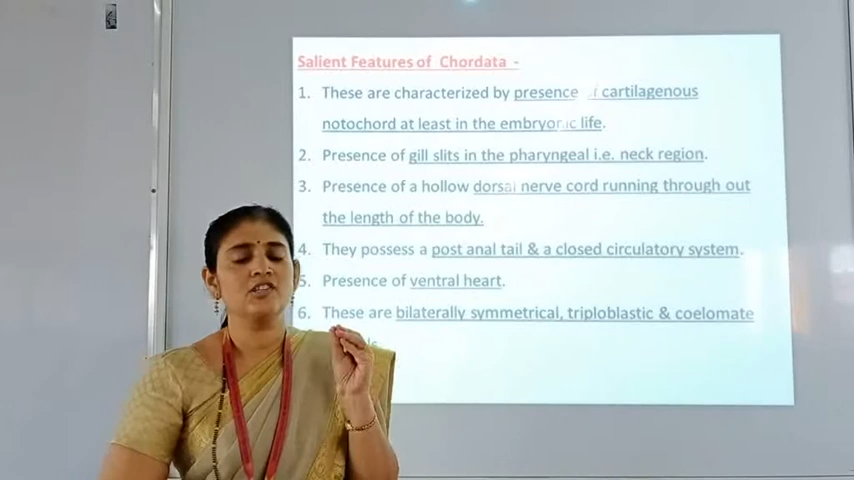 Salient Features of Chordata -
1. These are characterized by presence of cartilagenous
notochord at least in the embryonic life.
2. Presence of gill slits in the pharyngeal i.e. neck region.
3. Presence of a hollow dorsal nerve cord running through out
the length of the body.
4. They possess a post anal tail & a closed circulatory system.
5. Presence of ventral heart.
6. These are bilaterally symmetrical, triploblastic & coelomate